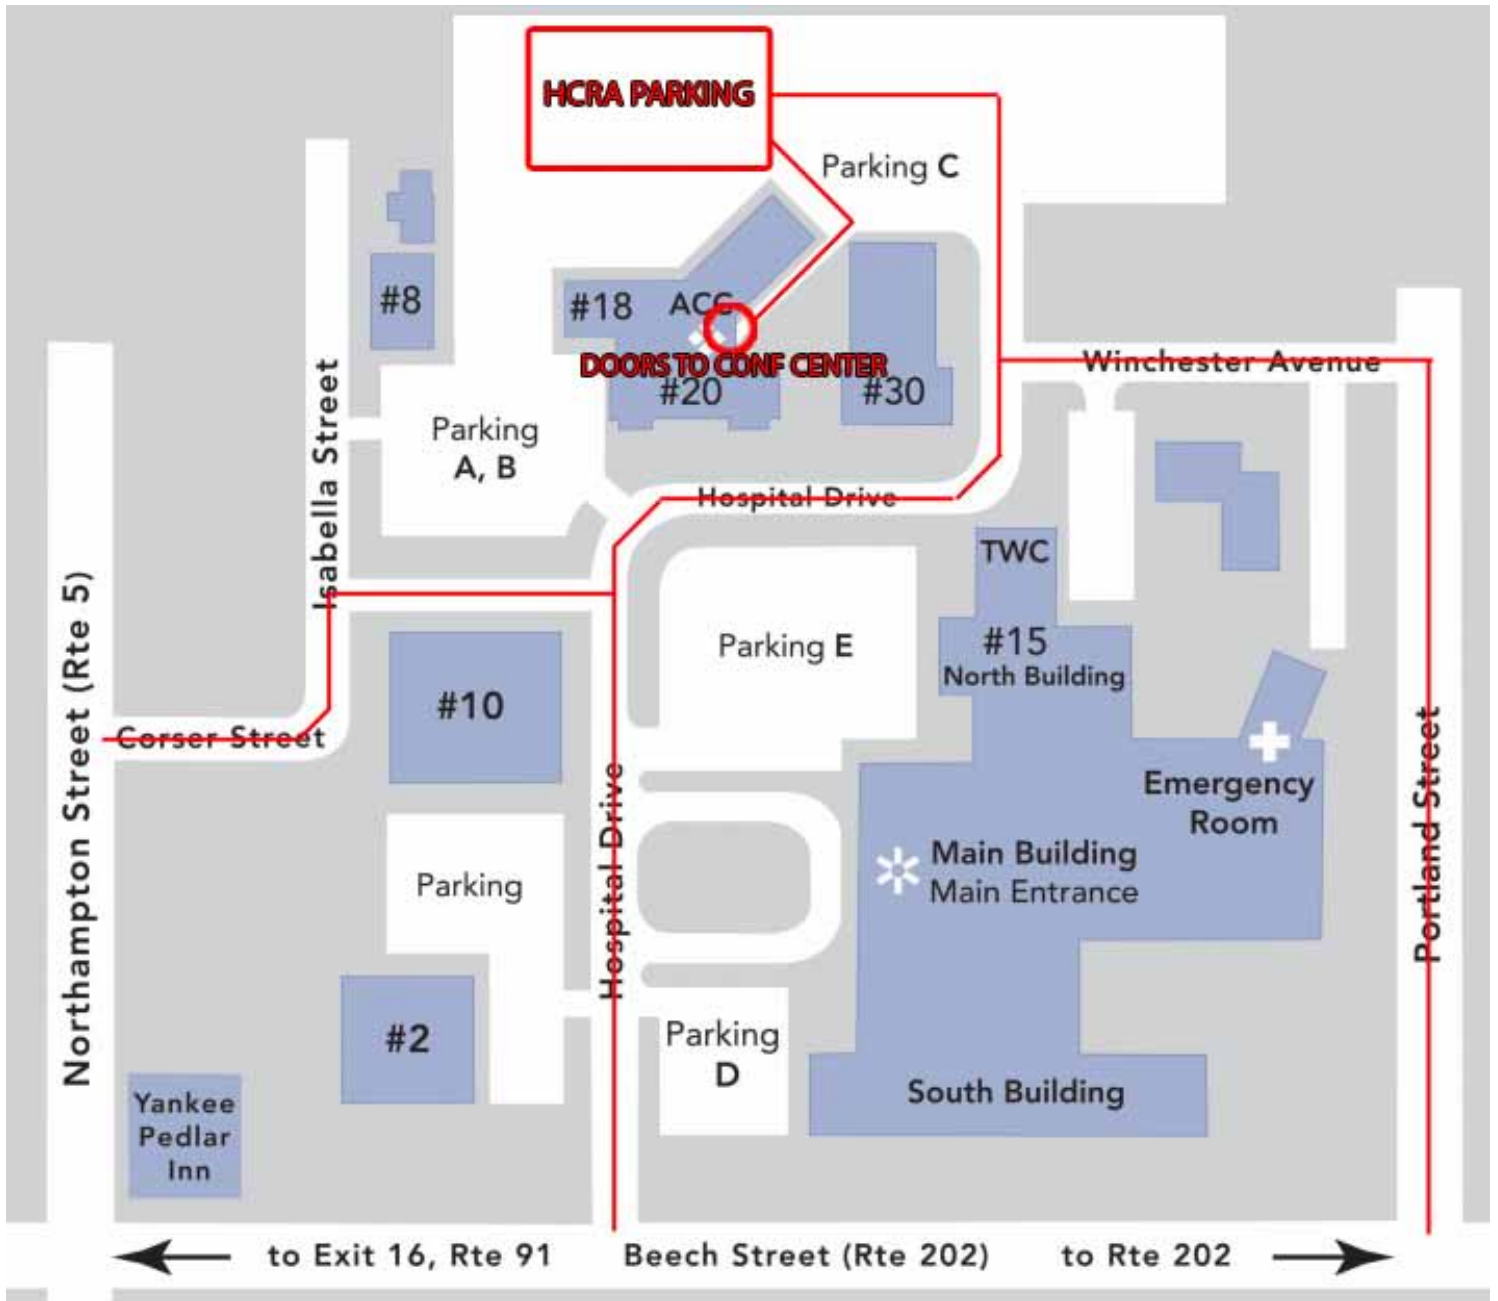 HCRA PARKING
Parking C
#8
#18
ACC
DOORS TO CONF CENTER
#20
#30
Winchester Avenue
Isabella Street
Parking
A, B
Hospital Drive
TWC
#15
North Building
Parking E
#10
Corser Street
Northampton Street (Rte 5)
Hospital Drive
Emergency
Room
Main Building
Main Entrance
Portland Street
Parking
#2
Parking
D
South Building
Yankee
Pedlar
Inn
to Exit 16, Rte 91
Beech Street (Rte 202)
to Rte 202